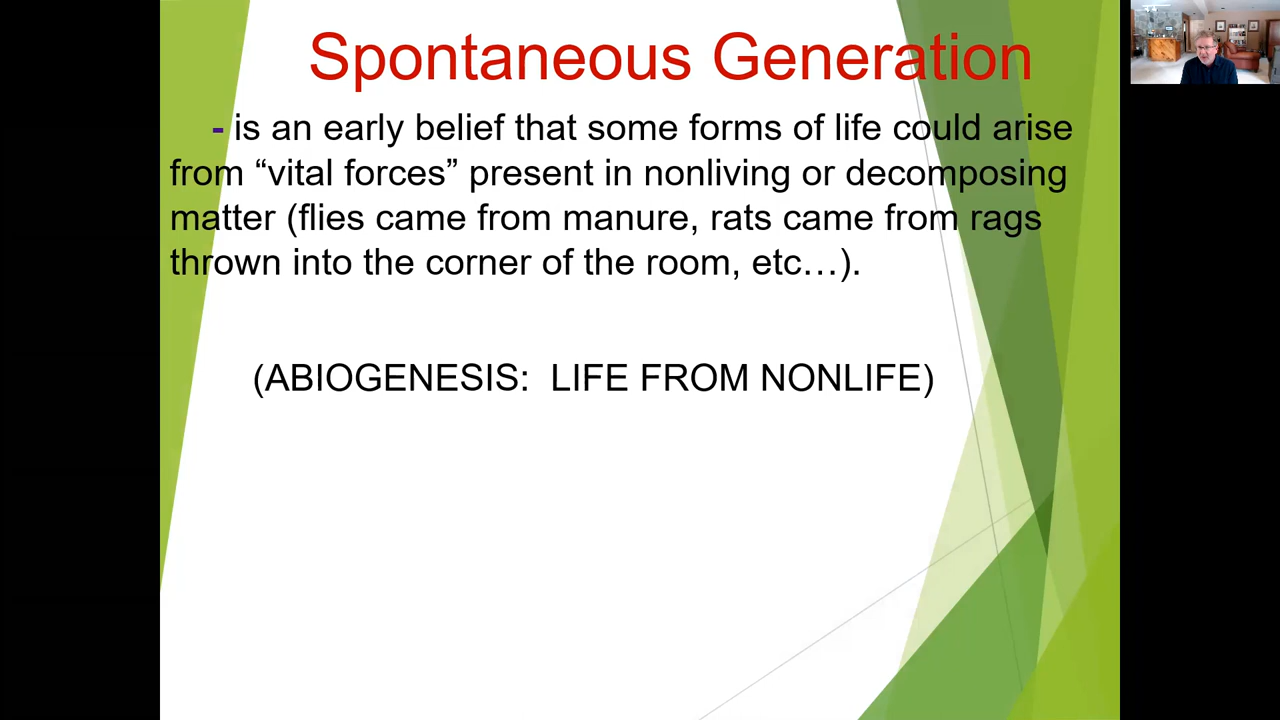 Spontaneous Generation
- is an early belief that some forms of life could arise
from “vital forces” present in nonliving or decomposing
matter (flies came from manure, rats came from rags
thrown into the corner of the room, etc…).
(ABIOGENESIS:  LIFE FROM NONLIFE)